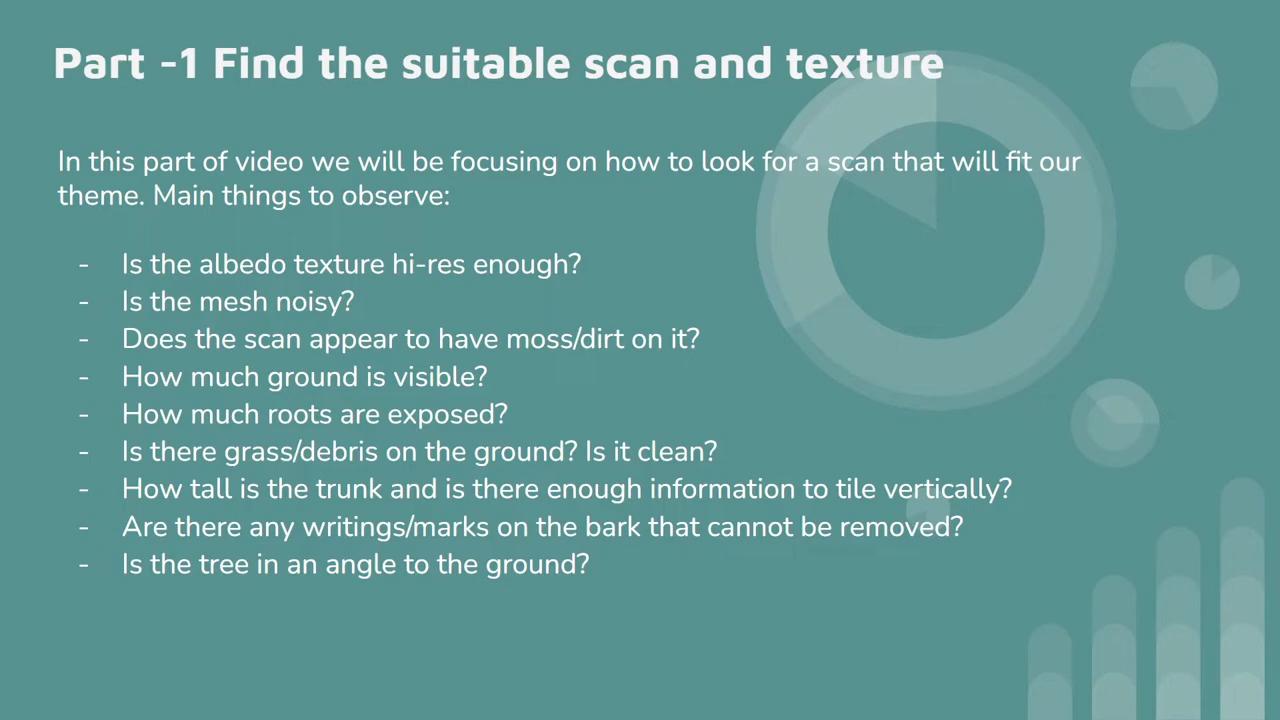 Part -1 Find the suitable scan and texture
In this part of video we will be focusing on how to look for a scan that will fit our
theme. Main things to observe:
- Is the albedo texture hi-res enough?
- Is the mesh noisy?
- Does the scan appear to have moss/dirt on it?
- How much ground is visible?
- How much roots are exposed?
- Is there grass/debris on the ground? Is it clean?
- How tall is the trunk and is there enough information to tile vertically?
- Are there any writings/marks on the bark that cannot be removed?
- Is the tree in an angle to the ground?